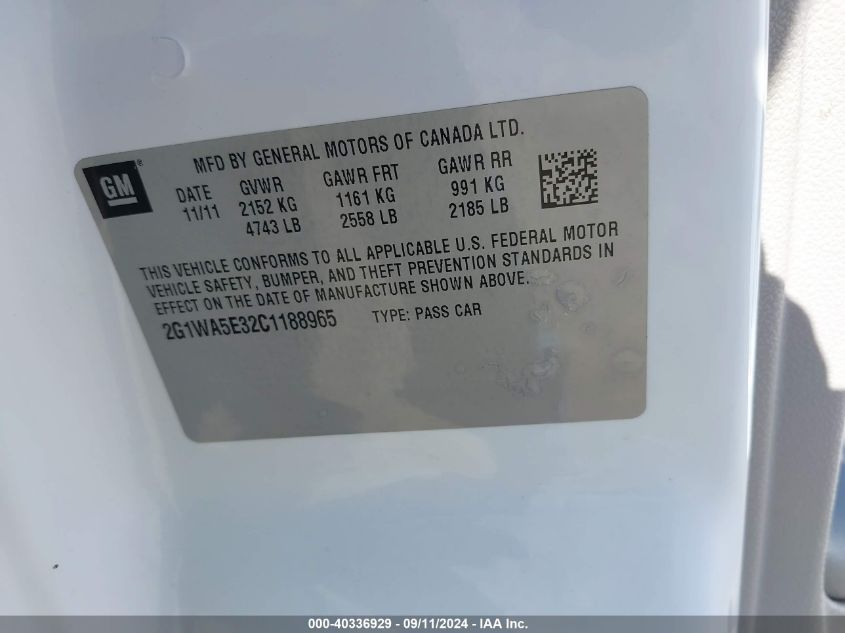 MFD BY GENERAL MOTORS OF CANADA LTD.
GM®
DATE GVWR GAWR FRT GAWR RR
11/11 2152 KG 1161 KG 991 KG
4743 LB 2558 LB 2185 LB
THIS VEHICLE CONFORMS TO ALL APPLICABLE U.S. FEDERAL MOTOR
VEHICLE SAFETY, BUMPER, AND THEFT PREVENTION STANDARDS IN
EFFECT ON THE DATE OF MANUFACTURE SHOWN ABOVE.
2G1WA5E32C1188965 TYPE: PASS CAR
000-40336929 - 09/11/2024 - IAA Inc.